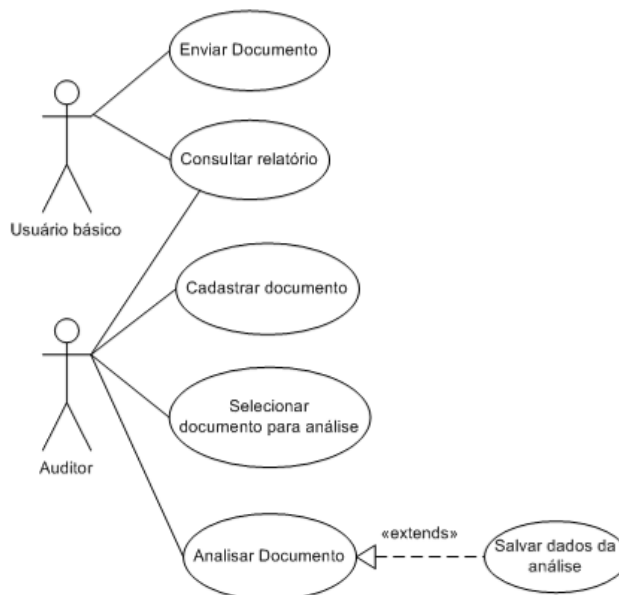 Enviar Documento
Consultar relatório
Usuário básico
Cadastrar documento
Selecionar
documento para análise
Auditor
Analisar Documento
«extends»
Salvar dados da
análise